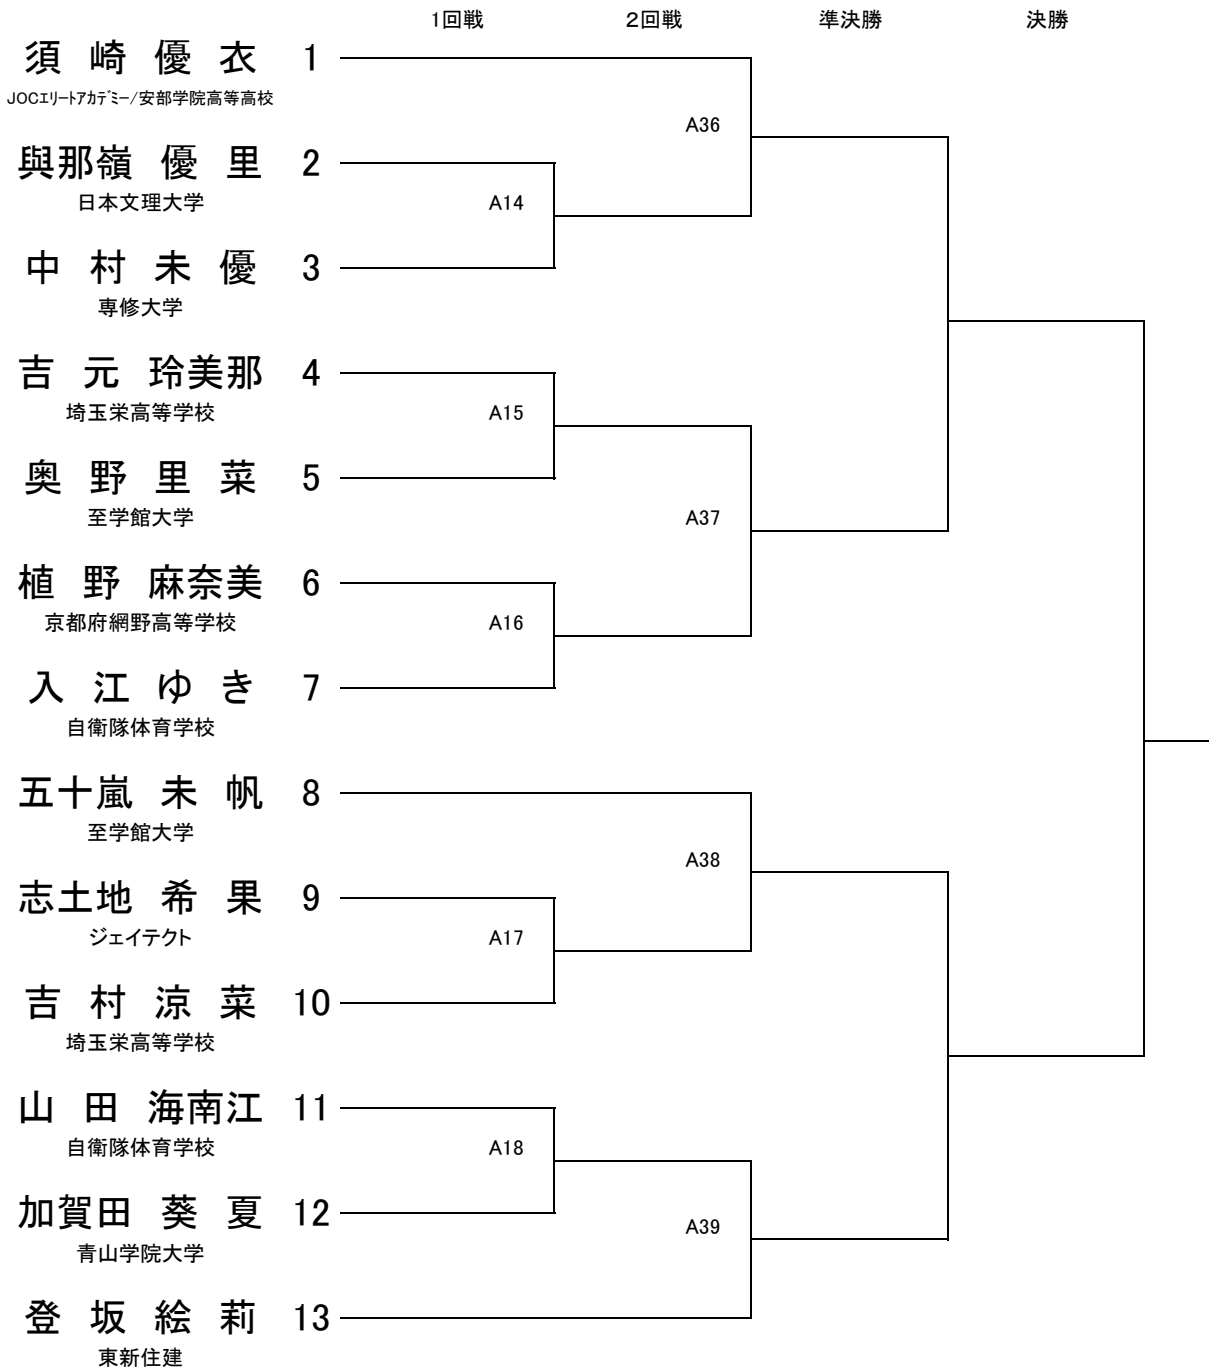 1回戦 2回戦 準決勝 決勝
須 崎 優 衣 1
JOCエリートアカデミー/安部学院高等高校
A36
與那嶺 優 里 2
日本文理大学 A14
中 村 未 優 3
専修大学
吉 元 玲美那 4
埼玉栄高等学校 A15
奥 野 里 菜 5
至学館大学 A37
植 野 麻奈美 6
京都府網野高等学校 A16
入 江 ゆ き 7
自衛隊体育学校
五十嵐 未 帆 8
至学館大学
A38
志土地 希 果 9
ジェイテクト A17
吉 村 涼 菜 10
埼玉栄高等学校
山 田 海南江 11
自衛隊体育学校 A18
加賀田 葵 夏 12
A39
青山学院大学
登 坂 絵 莉 13
東新住建